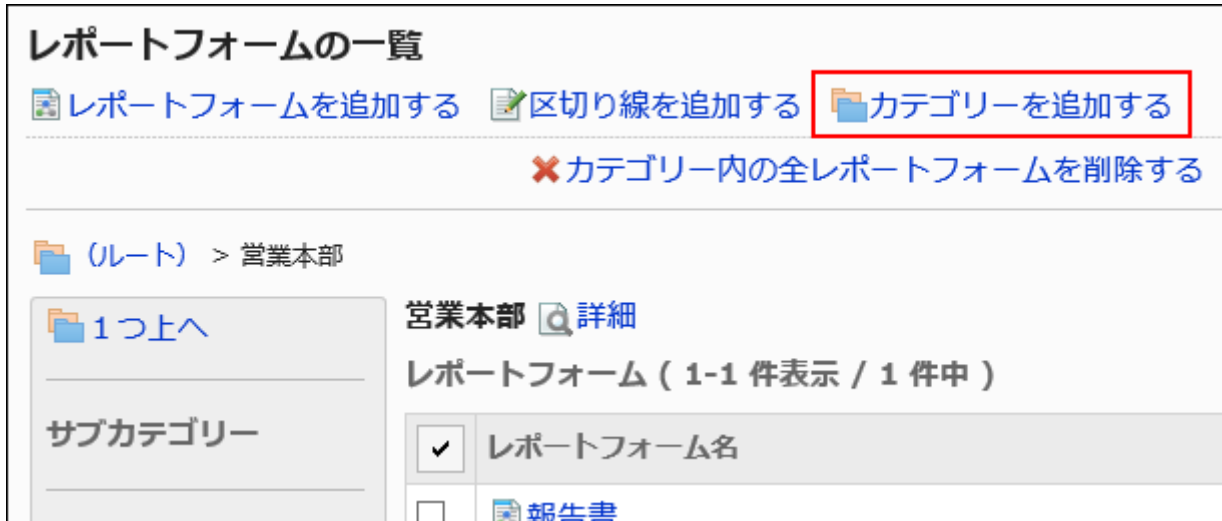 レポートフォームの一覧
レポートフォームを追加する 区切り線を追加する カテゴリーを追加する
カテゴリー内の全レポートフォームを削除する
(ルート) > 営業本部
1つ上へ
サブカテゴリー
営業本部 詳細
レポートフォーム ( 1-1 件表示 / 1 件中 )
レポートフォーム名
報告書